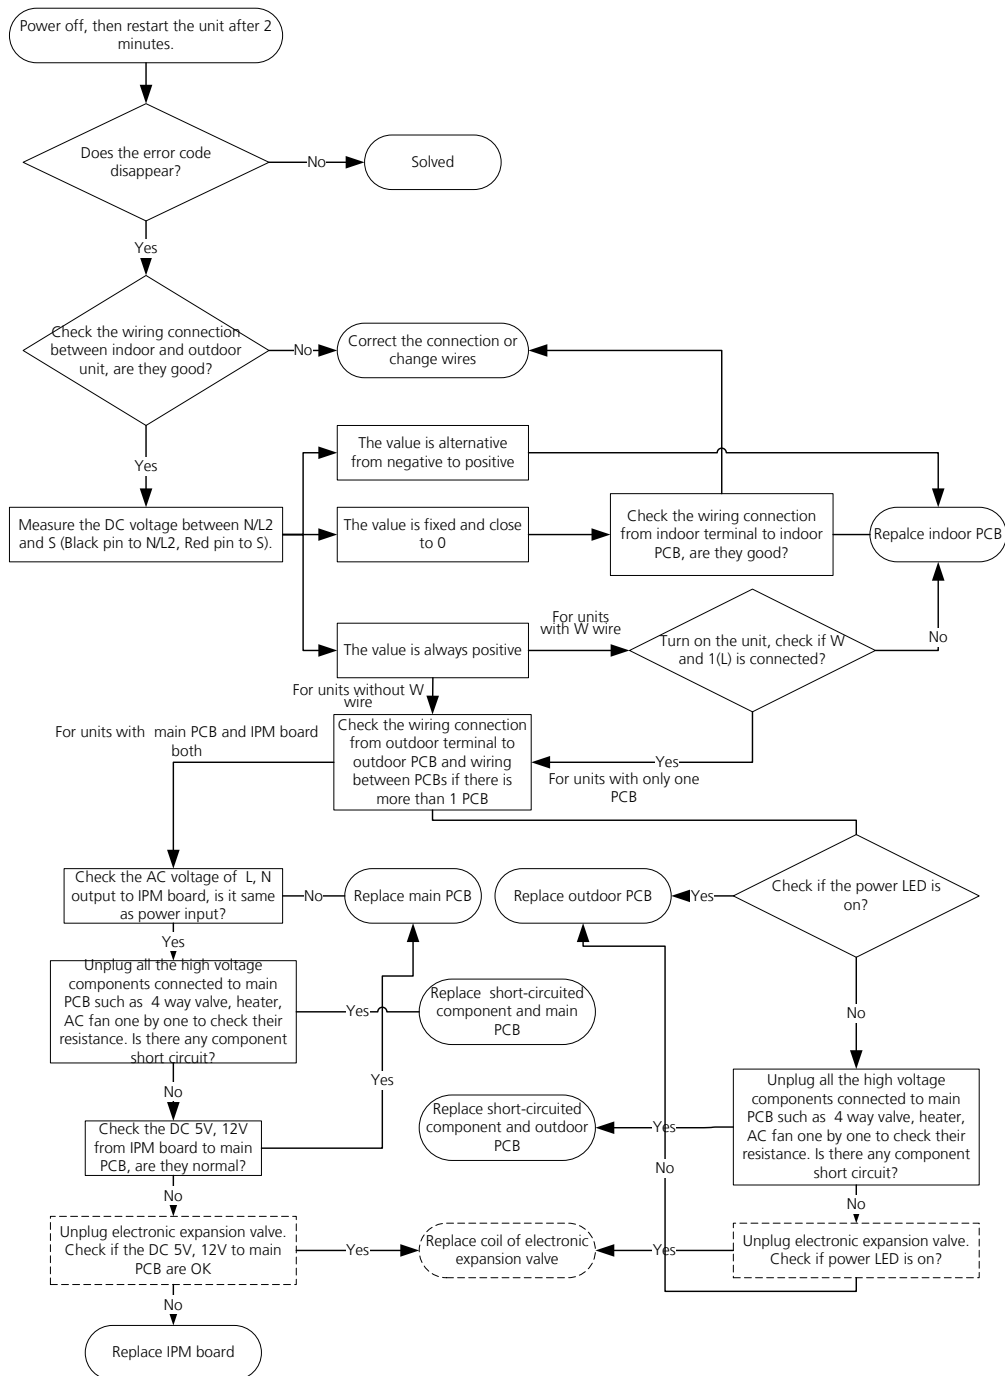 Power off, then restart the unit after 2
minutes.
Does the error code
disappear?
No
Solved
Yes
Check the wiring connection
between indoor and outdoor
unit, are they good?
No
Correct the connection or
change wires
Yes
The value is alternative
from negative to positive
Measure the DC voltage between N/L2
and S (Black pin to N/L2, Red pin to S).
The value is fixed and close
to 0
Check the wiring connection
from indoor terminal to indoor
PCB, are they good?
Repalce indoor PCB
The value is always positive
For units
with W wire
Turn on the unit, check if W
and 1(L) is connected?
No
For units without W
wire
Yes
For units with only one
PCB
Check the wiring connection
from outdoor terminal to
outdoor PCB and wiring
between PCBs if there is
more than 1 PCB
For units with  main PCB and IPM board
both
Check the AC voltage of  L, N
output to IPM board, is it same
as power input?
No
Replace main PCB
Replace outdoor PCB
Yes
Check if the power LED is
on?
Yes
Unplug all the high voltage
components connected to main
PCB such as  4 way valve, heater,
AC fan one by one to check their
resistance. Is there any component
short circuit?
Yes
Replace  short-circuited
component and main
PCB
No
No
Yes
Check the DC 5V, 12V
from IPM board to main
PCB, are they normal?
Replace short-circuited
component and outdoor
PCB
Yes
Unplug all the high voltage
components connected to main
PCB such as  4 way valve, heater,
AC fan one by one to check their
resistance. Is there any component
short circuit?
No
No
No
Unplug electronic expansion valve.
Check if the DC 5V, 12V to main
PCB are OK
Yes
Replace coil of electronic
expansion valve
Yes
Unplug electronic expansion valve.
Check if power LED is on?
No
Replace IPM board